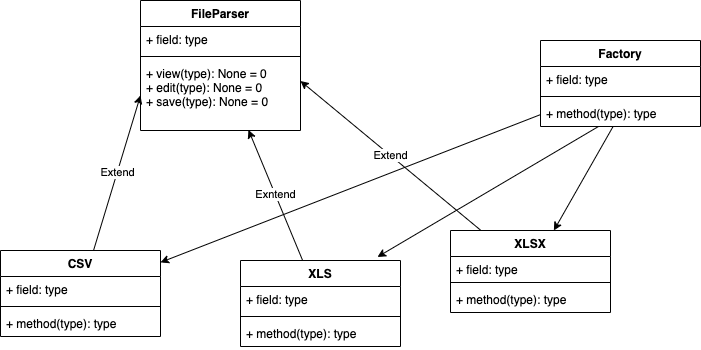 FileParser
+ field: type
+ view(type): None = 0
+ edit(type): None = 0
+ save(type): None = 0
Factory
+ field: type
+ method(type): type
Extend
Exntend
Extend
CSV
+ field: type
+ method(type): type
XLS
+ field: type
+ method(type): type
XLSX
+ field: type
+ method(type): type